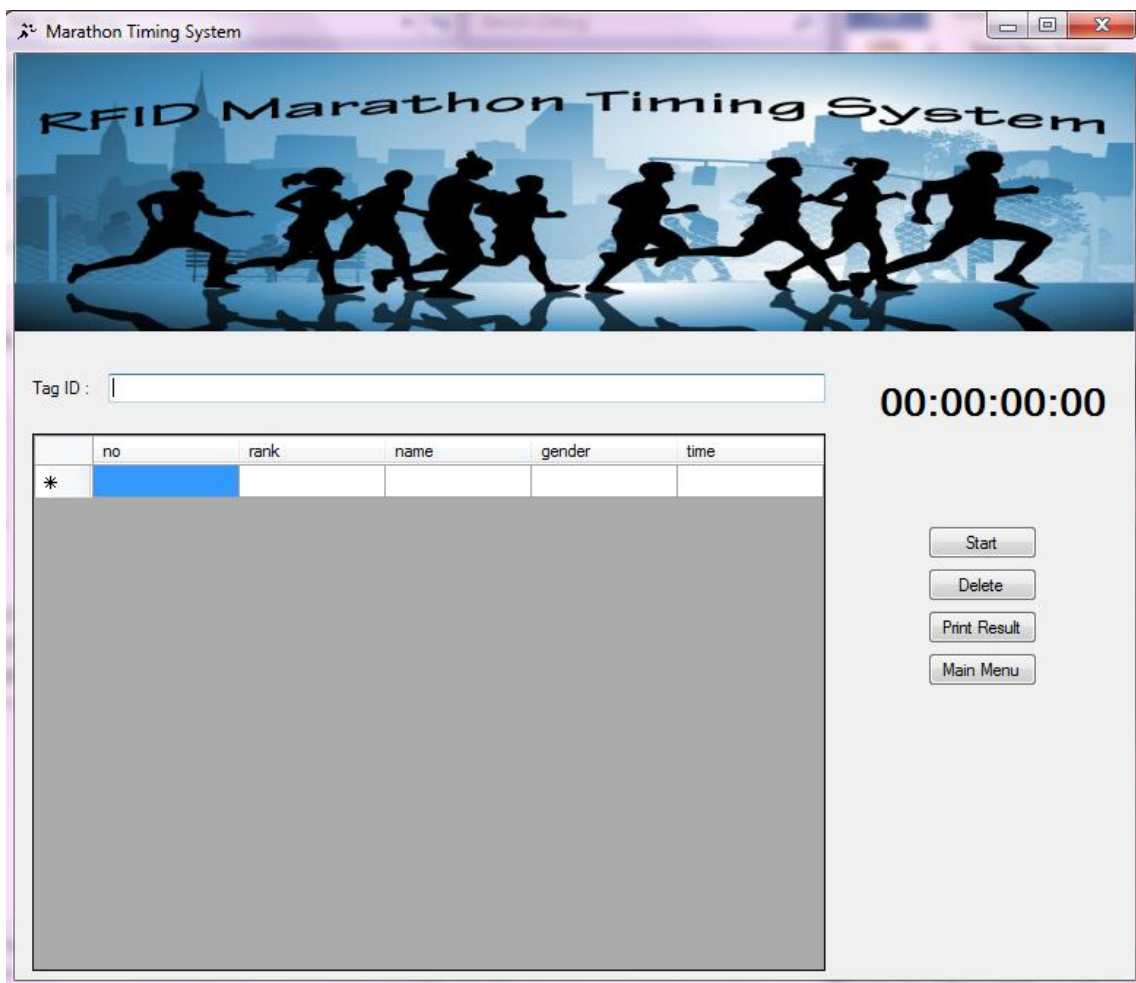 Marathon Timing System
RFID Marathon Timing System
Tag ID :
00:00:00:00
no rank name gender time
Start
Delete
Print Result
Main Menu